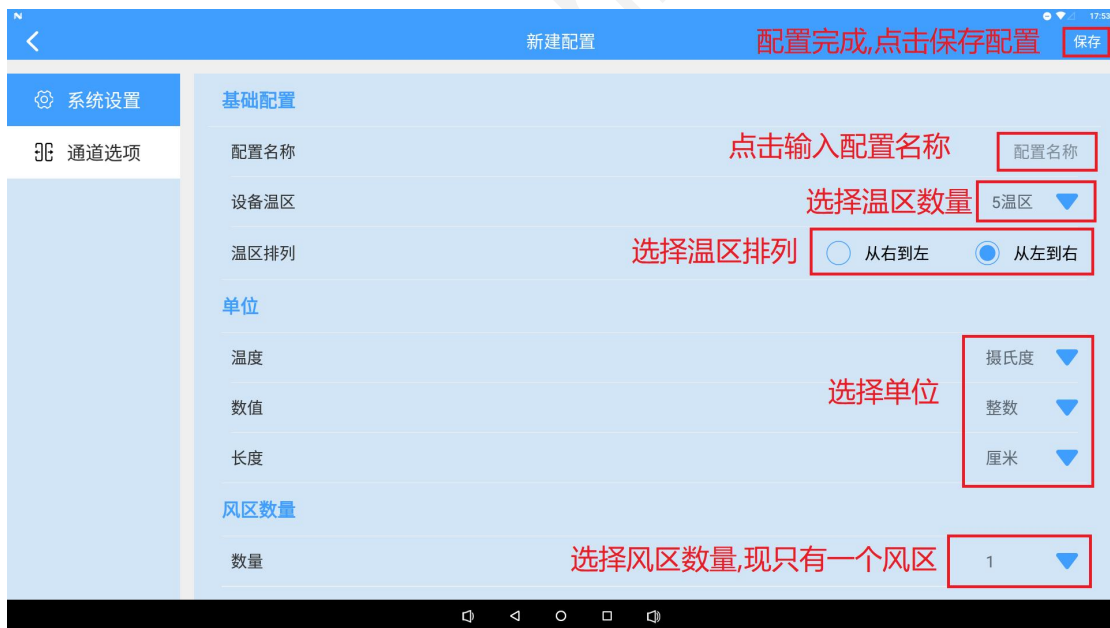 N 17:53
新建配置 配置完成,点击保存配置 保存
系统设置
通道选项
基础配置
配置名称 点击输入配置名称 配置名称
设备温区 选择温区数量 5温区
温区排列 选择温区排列 从右到左 从左到右
单位
温度 摄氏度
选择单位
数值 整数
长度 厘米
风区数量
数量 选择风区数量,现只有一个风区 1